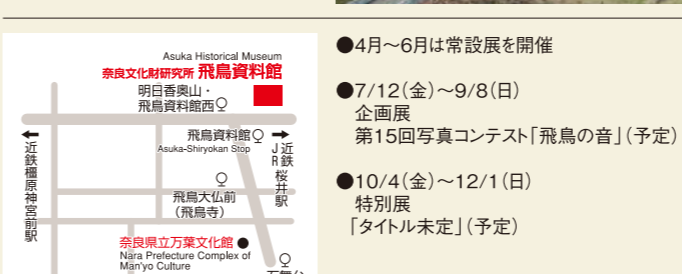 Asuka Historical Museum
奈良文化財研究所 飛鳥資料館
明日香奥山・
飛鳥資料館西
飛鳥資料館
Asuka-Shiryokan Stop
近鉄橿原神宮前駅
JR 近鉄 桜井駅
飛鳥大仏前
（飛鳥寺）
奈良県立万葉文化館●
Nara Prefecture Complex of
Man'yo Culture
石舞台
●4月～6月は常設展を開催
●7/12（金）～9/8（日）
企画展
第15回写真コンテスト「飛鳥の音」（予定）
●10/4（金）～12/1（日）
特別展
「タイトル未定」（予定）